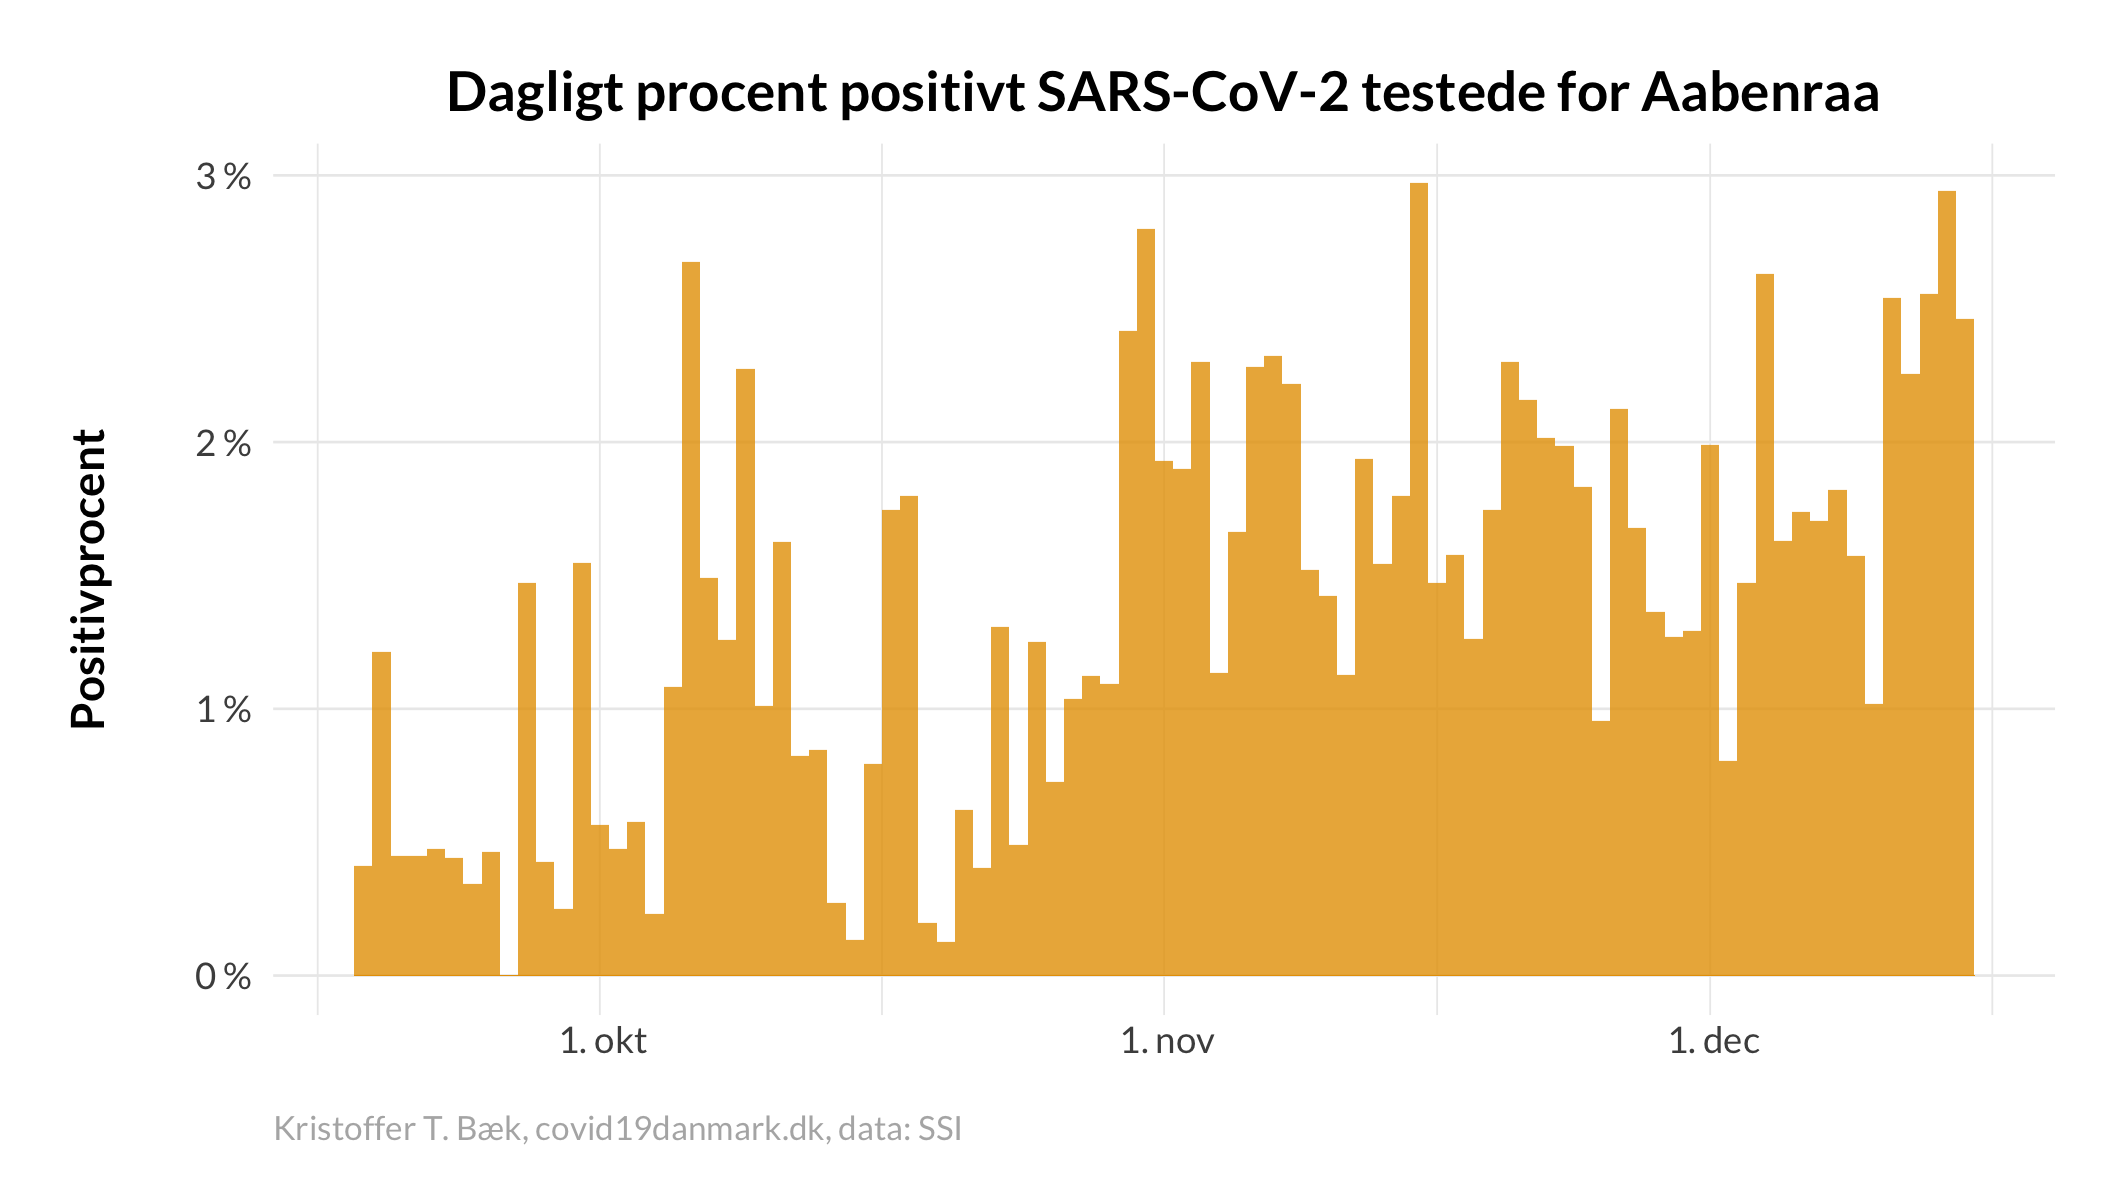 Dagligt procent positivt SARS-CoV-2 testede for Aabenraa
Positivprocent
3 %
2 %
1 %
0 %
1. okt
1. nov
1. dec
Kristoffer T. Bæk, covid19danmark.dk, data: SSI